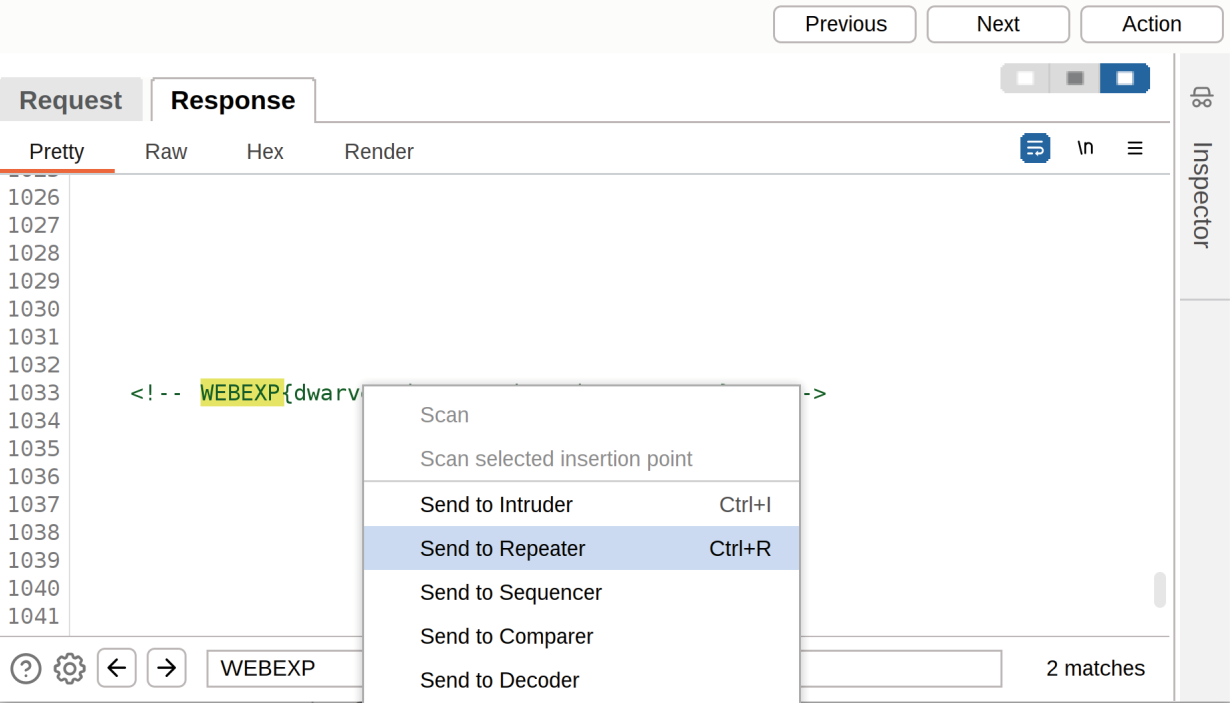 Previous Next Action
Request Response
Pretty Raw Hex Render \n
Inspector
1026
1027
1028
1029
1030
1031
1032
1033 <!-- WEBEXP{dwarv ->
1034
1035
1036
1037
1038
1039
1040
1041
Scan
Scan selected insertion point
Send to Intruder Ctrl+I
Send to Repeater Ctrl+R
Send to Sequencer
Send to Comparer
Send to Decoder
WEBEXP 2 matches